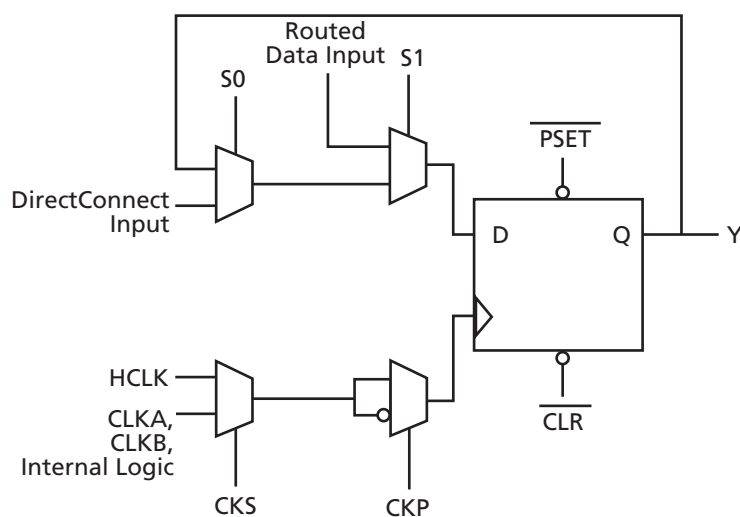 Routed
Data Input
S1
S0
PSET
DirectConnect
Input
D
Q
Y
HCLK
CLKA,
CLKB,
Internal Logic
CLR
CKS
CKP